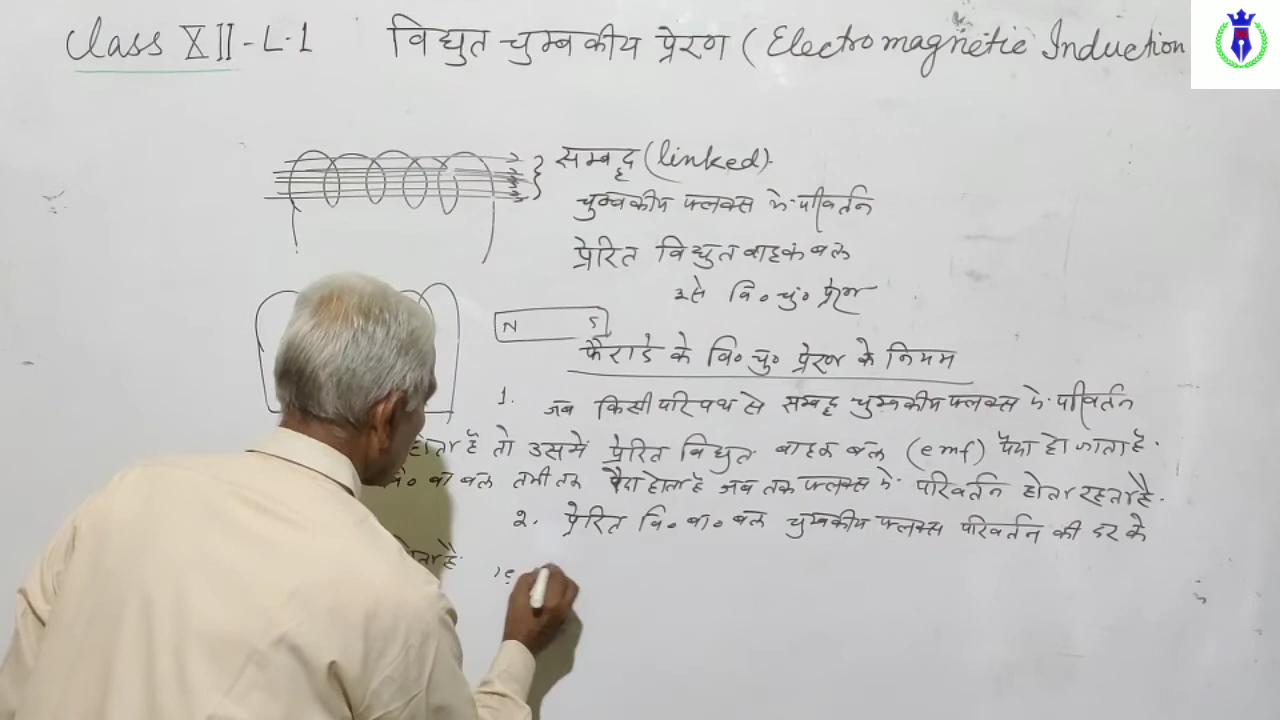 Class XII-L.1 विद्युत चुम्बकीय प्रेरण (Electromagnetic Induction
सम्बद्ध (linked).
चुम्बकीय फ्लक्स में परिवर्तन
प्रेरित विद्युत वाहक बल
इसे वि० चु० प्रेरण
N S
फैराडे के वि० चु० प्रेरण के नियम
1. जब किसी परिपथ से सम्बद्ध चुम्बकीय फ्लक्स में परिवर्तन
होता है तो उसमें प्रेरित विद्युत वाहक बल (emf) पैदा हो जाता है.
वा बल तभी तक पैदा होता है जब तक फ्लक्स में परिवर्तन होता रहता है.
2. प्रेरित वि० वा० बल चुम्बकीय फ्लक्स परिवर्तन की दर के
होता है